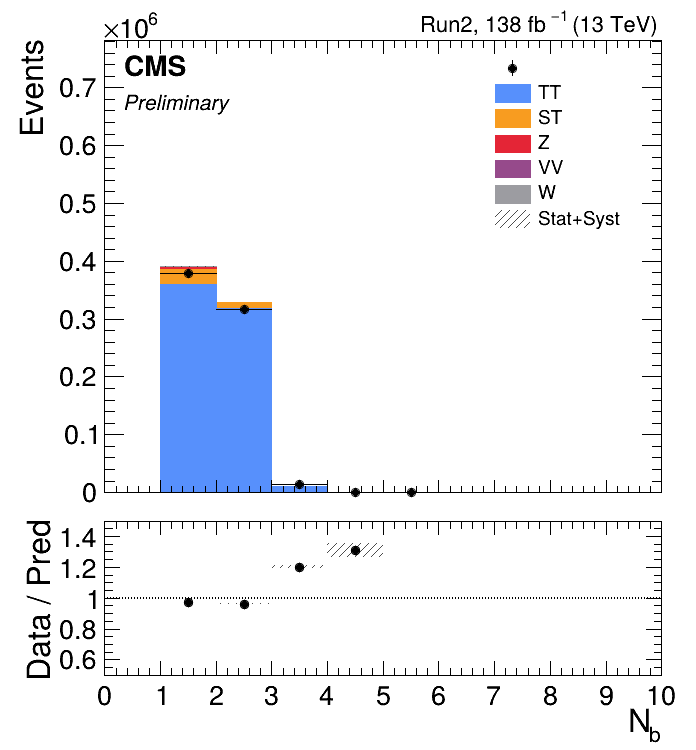 ×10⁶
Run2, 138 fb⁻¹ (13 TeV)
CMS
Preliminary
Events
TT
ST
Z
VV
W
Stat+Syst
0.7
0.6
0.5
0.4
0.3
0.2
0.1
0
Data / Pred
1.4
1.2
1
0.8
0.6
0 1 2 3 4 5 6 7 8 9 10
N_b